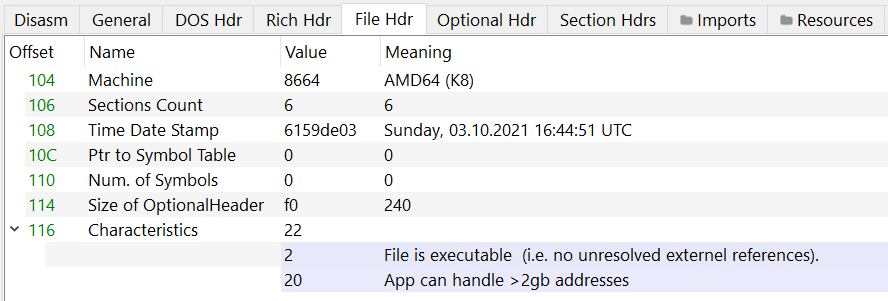 Disasm General DOS Hdr Rich Hdr File Hdr Optional Hdr Section Hdrs Imports Resources
Offset Name Value Meaning
104 Machine 8664 AMD64 (K8)
106 Sections Count 6 6
108 Time Date Stamp 6159de03 Sunday, 03.10.2021 16:44:51 UTC
10C Ptr to Symbol Table 0 0
110 Num. of Symbols 0 0
114 Size of OptionalHeader f0 240
116 Characteristics 22
2 File is executable (i.e. no unresolved externel references).
20 App can handle >2gb addresses